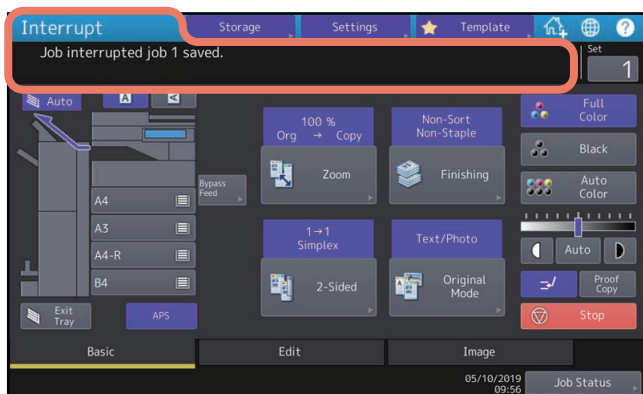 Interrupt
Storage
Settings
Template
?
Job interrupted job 1 saved.
Set
1
Auto
A
A
100 %
Org → Copy
Non-Sort
Non-Staple
Full
Color
Zoom
Finishing
Black
Bypass
Feed
Auto
Color
A4
A3
A4-R
B4
1→1
Simplex
Text/Photo
2-Sided
Original
Mode
Auto
Proof
Copy
Exit
Tray
APS
Stop
Basic
Edit
Image
05/10/2019
09:56
Job Status